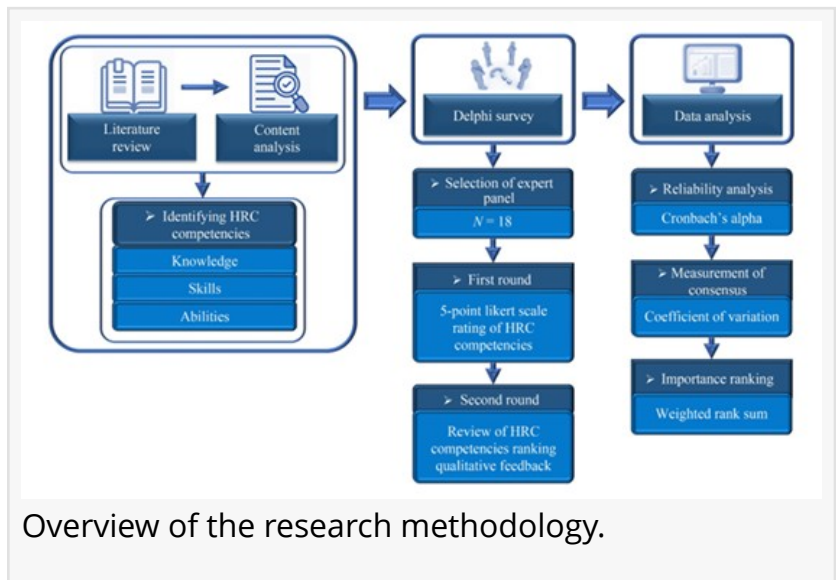 Literature
review
Content
analysis
➢ Identifying HRC
competencies
Knowledge
Skills
Abilities
Delphi survey
➢ Selection of expert
panel
N = 18
➢ First round
5-point likert scale
rating of HRC
competencies
➢ Second round
Review of HRC
competencies ranking
qualitative feedback
Data analysis
➢ Reliability analysis
Cronbach's alpha
➢ Measurement of
consensus
Coefficient of variation
➢ Importance ranking
Weighted rank sum
Overview of the research methodology.